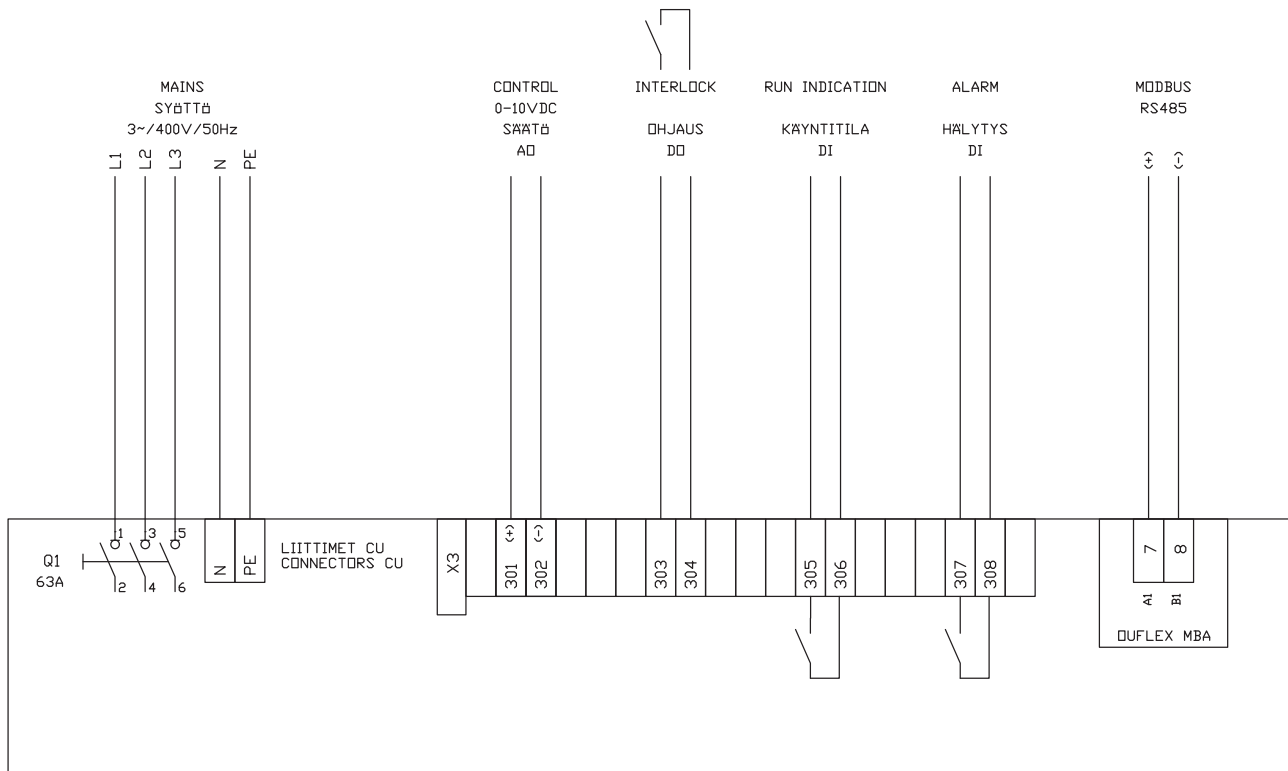 MAINS
SYÖTTÖ
3~/400V/50Hz
L1
L2
L3
N
PE
CONTROL
0-10VDC
SÄÄTÖ
AO
INTERLOCK
OHJAUS
DO
RUN INDICATION
KÄYNTITILA
DI
ALARM
HÄLYTYS
DI
MODBUS
RS485
(+)
(-)
Q1
63A
1
3
5
2
4
6
N
PE
LIITTIMET CU
CONNECTORS CU
X3
301 (+)
302 (-)
303
304
305
306
307
308
7
8
A1
B1
OUFLEX MBA